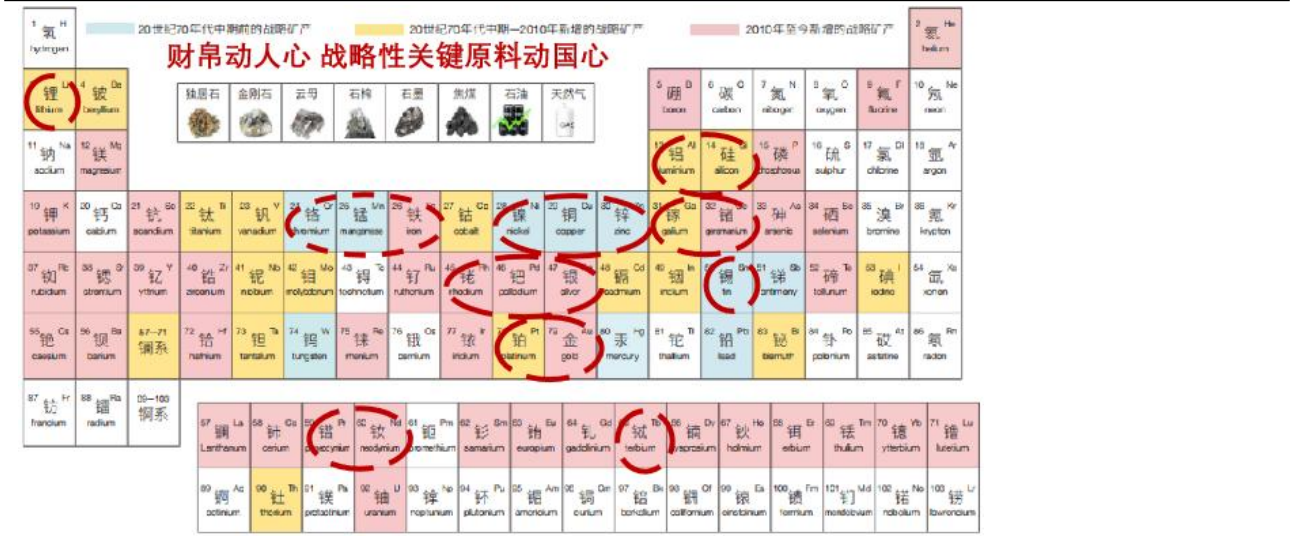 20世纪70年代中期前的战略矿产 20世纪70年代中期—2010年新增的战略矿产 2010年至今新增的战略矿产
财帛动人心 战略性关键原料动国心
1 氢 H hydrogen
2 氦 He helium
锂 Li lithium
4 铍 Be beryllium
独居石 金刚石 云母 石棉 石墨 焦煤 石油 天然气
GAS
5 硼 B boron
6 碳 C carbon
7 氮 N nitrogen
8 氧 O oxygen
9 氟 F fluorine
10 氖 Ne neon
11 钠 Na sodium
12 镁 Mg magnesium
13 铝 Al aluminium
14 硅 Si silicon
15 磷 P phosphorus
16 硫 S sulphur
17 氯 Cl chlorine
18 氩 Ar argon
19 钾 K potassium
20 钙 Ca calcium
21 钪 Sc scandium
22 钛 Ti titanium
23 钒 V vanadium
24 铬 Cr chromium
25 锰 Mn manganese
26 铁 iron
27 钴 Co cobalt
28 镍 Ni nickel
29 铜 Cu copper
30 锌 zinc
31 镓 Ga gallium
32 锗 Ge germanium
33 砷 As arsenic
34 硒 Se selenium
35 溴 Br bromine
36 氪 Kr krypton
37 铷 Rb rubidium
38 锶 Sr strontium
39 钇 Y yttrium
40 锆 Zr zirconium
41 铌 Nb niobium
42 钼 Mo molybdenum
43 锝 Tc technetium
44 钌 Ru ruthenium
45 铑 Rh rhodium
46 钯 Pd palladium
47 银 silver
48 镉 Cd cadmium
49 铟 In indium
50 锡 Sn tin
51 锑 Sb antimony
52 碲 Te tellurium
53 碘 I iodine
54 氙 Xe xenon
55 铯 Cs caesium
56 钡 Ba barium
57—71 镧系
72 铪 Hf hafnium
73 钽 Ta tantalum
74 钨 W tungsten
75 铼 Re rhenium
76 锇 Os osmium
77 铱 Ir iridium
78 铂 Pt platinum
79 金 Au gold
80 汞 Hg mercury
81 铊 Tl thallium
82 铅 Pb lead
83 铋 Bi bismuth
84 钋 Po polonium
85 砹 At astatine
86 氡 Rn radon
87 钫 Fr francium
88 镭 Ra radium
89—103 锕系
57 镧 La Lanthanum
58 铈 Ce cerium
59 镨 Pr praseodymium
60 钕 Nd neodymium
61 钷 Pm promethium
62 钐 Sm samarium
63 铕 Eu europium
64 钆 Gd gadolinium
65 铽 Tb terbium
66 镝 Dy dysprosium
67 钬 Ho holmium
68 铒 Er erbium
69 铥 Tm thulium
70 镱 Yb ytterbium
71 镥 Lu lutetium
89 锕 Ac actinium
90 钍 Th thorium
91 镤 Pa protactinium
92 铀 U uranium
93 镎 Np neptunium
94 钚 Pu plutonium
95 镅 Am americium
96 锔 Cm curium
97 锫 Bk berkelium
98 锎 Cf californium
99 锿 Es einsteinium
100 镄 Fm fermium
101 钔 Md mendelevium
102 锘 No nobelium
103 铹 Lr lawrencium